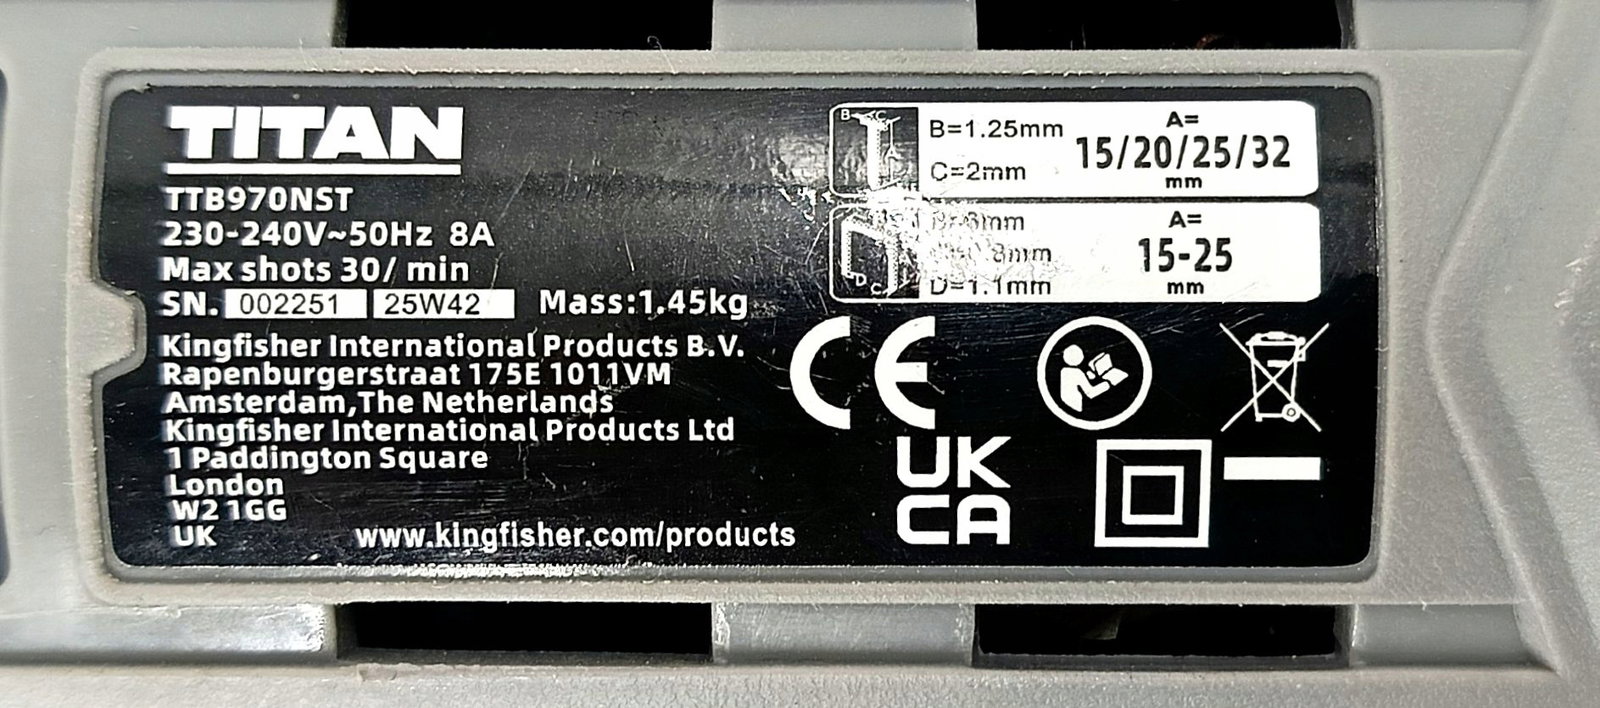 TITAN
TTB970NST
230-240V~50Hz 8A
Max shots 30/ min
SN. 002251 25W42 Mass:1.45kg
Kingfisher International Products B.V.
Rapenburgerstraat 175E 1011VM
Amsterdam,The Netherlands
Kingfisher International Products Ltd
1 Paddington Square
London
W2 1GG
UK
www.kingfisher.com/products
B C
A
B=1.25mm
C=2mm
A=
15/20/25/32
mm
D C
D=1.1mm
A=
15-25
mm
CE
UK
CA